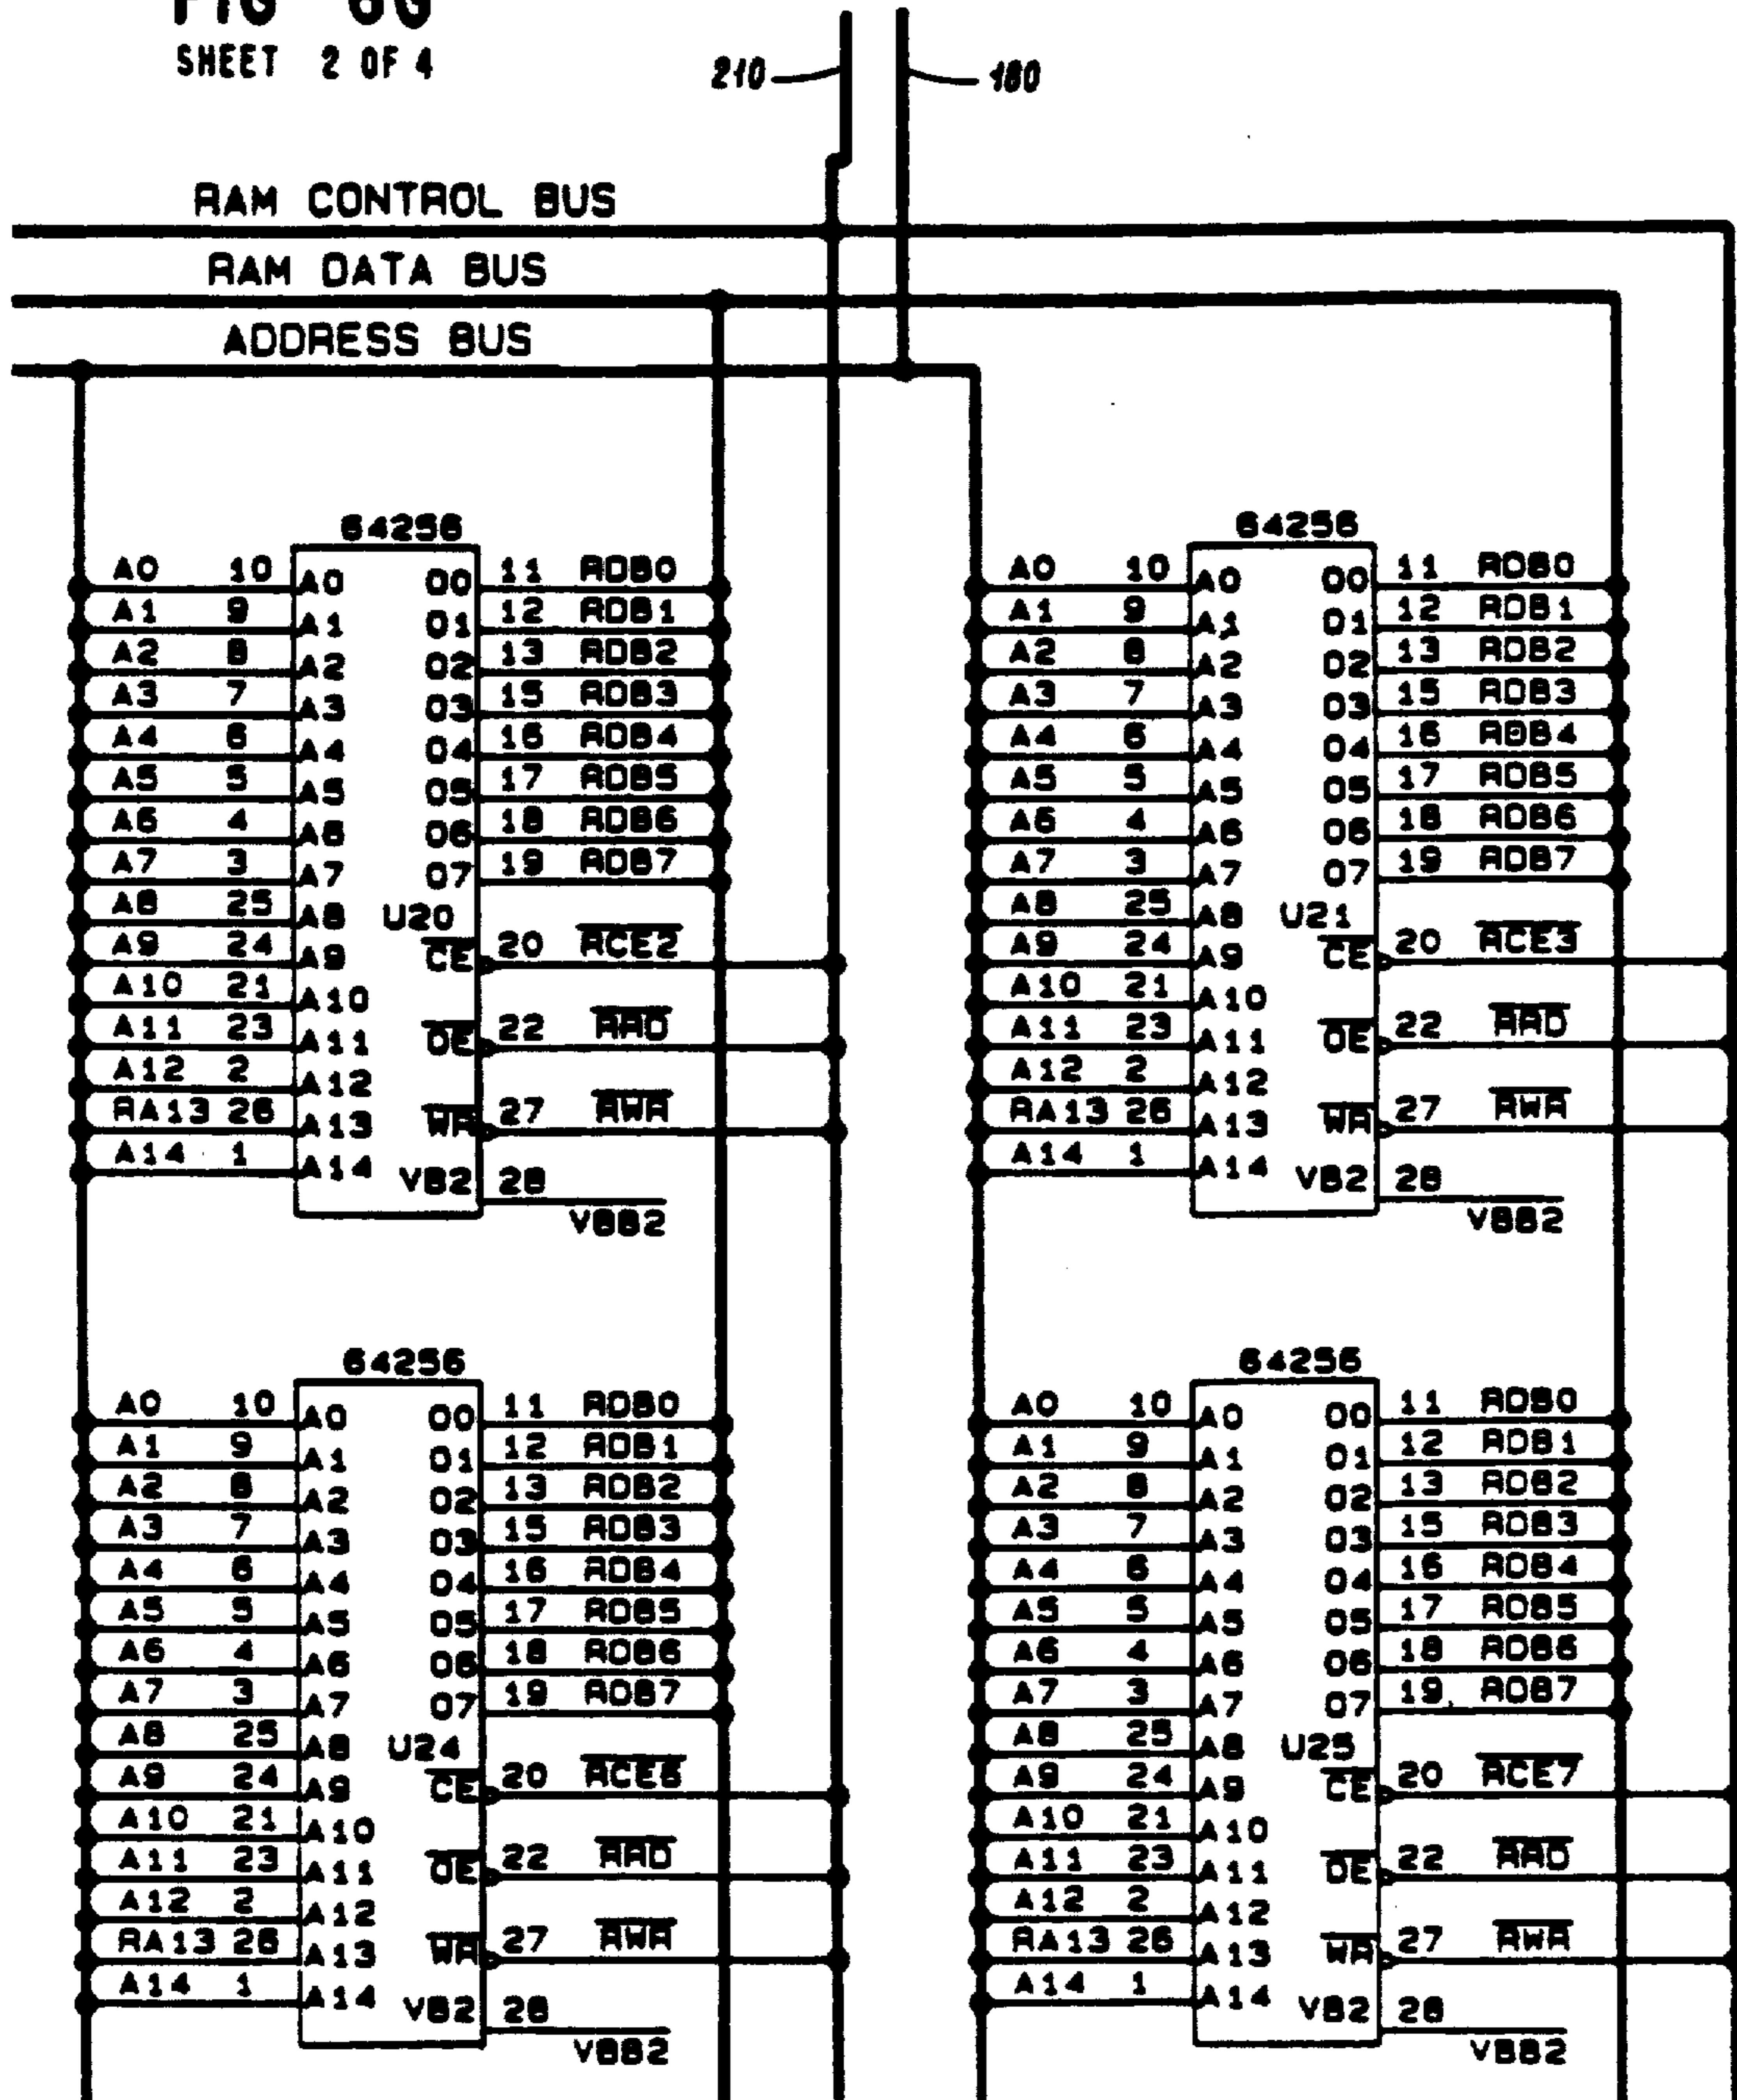 FIG 6G
SHEET 2 OF 4
210
180
RAM CONTROL BUS
RAM DATA BUS
ADDRESS BUS
64256
A0 10 A0 O0 11 RDB0
A1 9 A1 O1 12 RDB1
A2 8 A2 O2 13 RDB2
A3 7 A3 O3 15 RDB3
A4 6 A4 O4 16 RDB4
A5 5 A5 O5 17 RDB5
A6 4 A6 O6 18 RDB6
A7 3 A7 O7 19 RDB7
A8 25 A8 U20
A9 24 A9 CE 20 RCE2
A10 21 A10
A11 23 A11 OE 22 RRD
A12 2 A12
RA13 26 A13 WR 27 RWR
A14 1 A14 VB2 28
VBB2
64256
A0 10 A0 O0 11 RDB0
A1 9 A1 O1 12 RDB1
A2 8 A2 O2 13 RDB2
A3 7 A3 O3 15 RDB3
A4 6 A4 O4 16 RDB4
A5 5 A5 O5 17 RDB5
A6 4 A6 O6 18 RDB6
A7 3 A7 O7 19 RDB7
A8 25 A8 U21
A9 24 A9 CE 20 RCE3
A10 21 A10
A11 23 A11 OE 22 RRD
A12 2 A12
RA13 26 A13 WR 27 RWR
A14 1 A14 VB2 28
VBB2
64256
A0 10 A0 O0 11 RDB0
A1 9 A1 O1 12 RDB1
A2 8 A2 O2 13 RDB2
A3 7 A3 O3 15 RDB3
A4 6 A4 O4 16 RDB4
A5 5 A5 O5 17 RDB5
A6 4 A6 O6 18 RDB6
A7 3 A7 O7 19 RDB7
A8 25 A8 U24
A9 24 A9 CE 20 RCE6
A10 21 A10
A11 23 A11 OE 22 RRD
A12 2 A12
RA13 26 A13 WR 27 RWR
A14 1 A14 VB2 28
VBB2
64256
A0 10 A0 O0 11 RDB0
A1 9 A1 O1 12 RDB1
A2 8 A2 O2 13 RDB2
A3 7 A3 O3 15 RDB3
A4 6 A4 O4 16 RDB4
A5 5 A5 O5 17 RDB5
A6 4 A6 O6 18 RDB6
A7 3 A7 O7 19 RDB7
A8 25 A8 U25
A9 24 A9 CE 20 RCE7
A10 21 A10
A11 23 A11 OE 22 RRD
A12 2 A12
RA13 26 A13 WR 27 RWR
A14 1 A14 VB2 28
VBB2